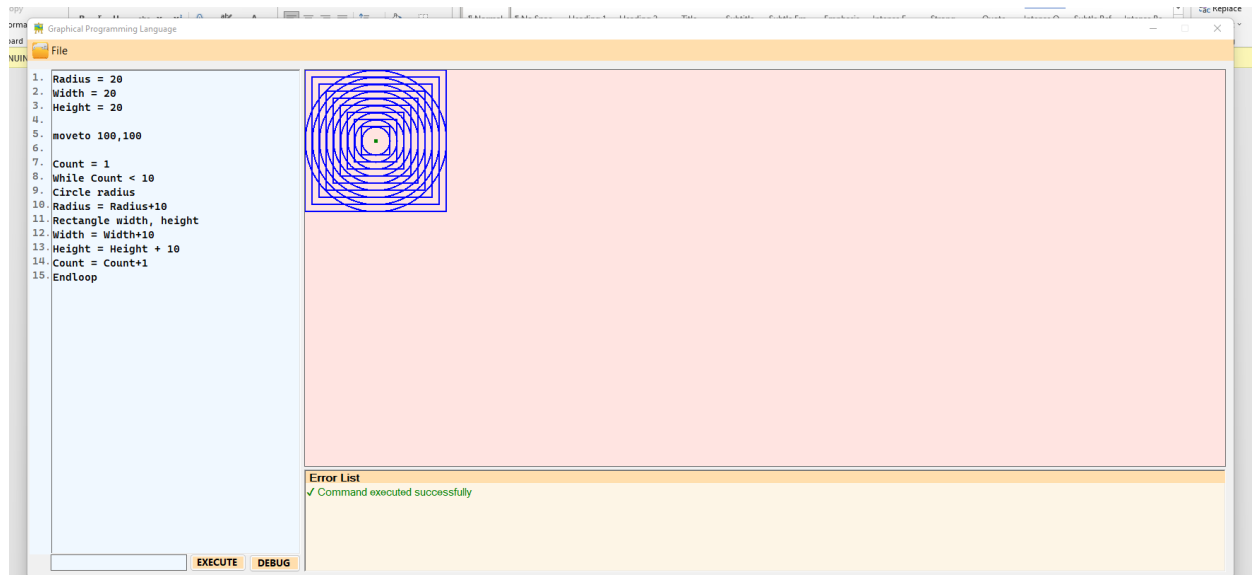 Replace
Graphical Programming Language
File
1. Radius = 20
2. Width = 20
3. Height = 20
4.
5. moveto 100,100
6.
7. Count = 1
8. While Count < 10
9. Circle radius
10. Radius = Radius+10
11. Rectangle width, height
12. Width = Width+10
13. Height = Height + 10
14. Count = Count+1
15. Endloop
Error List
✓ Command executed successfully
EXECUTE DEBUG